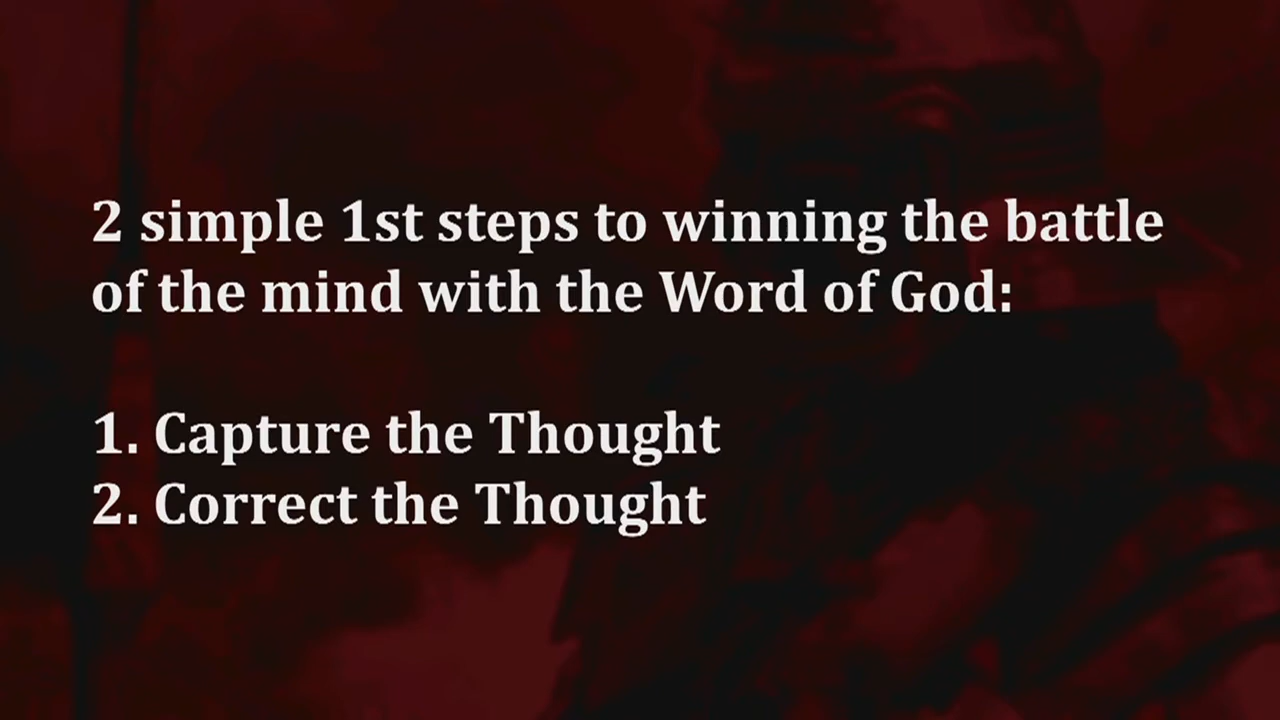 2 simple 1st steps to winning the battle
of the mind with the Word of God:
1. Capture the Thought
2. Correct the Thought